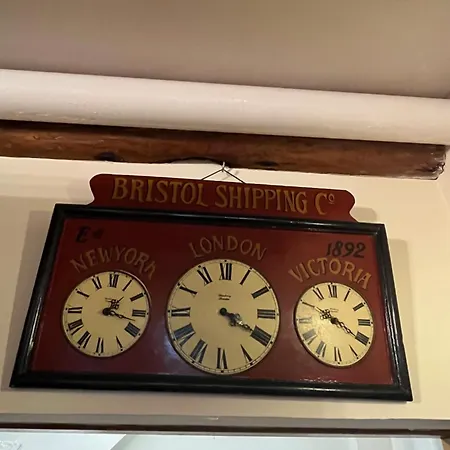 BRISTOL SHIPPING Co
Est 1892
NEWYORK LONDON VICTORIA